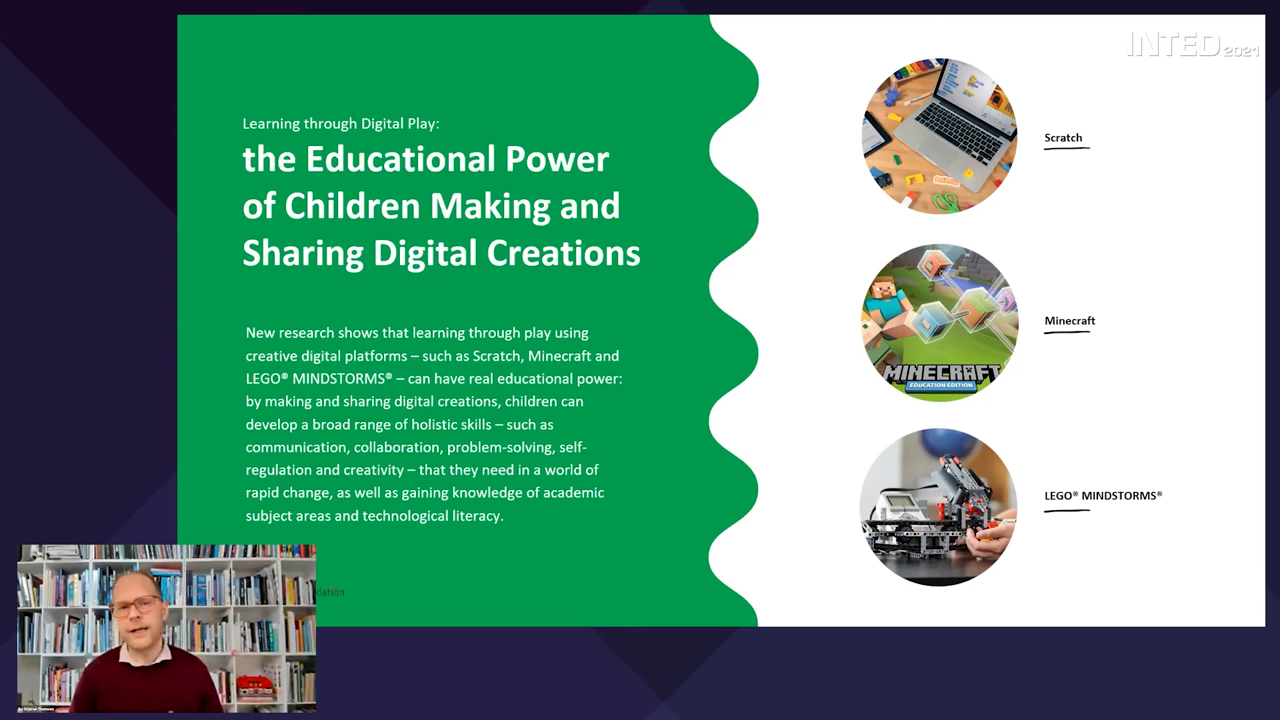 INTED 2021
Learning through Digital Play:
the Educational Power
of Children Making and
Sharing Digital Creations
New research shows that learning through play using
creative digital platforms – such as Scratch, Minecraft and
LEGO® MINDSTORMS® – can have real educational power:
by making and sharing digital creations, children can
develop a broad range of holistic skills – such as
communication, collaboration, problem-solving, self-
regulation and creativity – that they need in a world of
rapid change, as well as gaining knowledge of academic
subject areas and technological literacy.
Scratch
Minecraft
MINECRAFT
EDUCATION EDITION
LEGO® MINDSTORMS®
dation